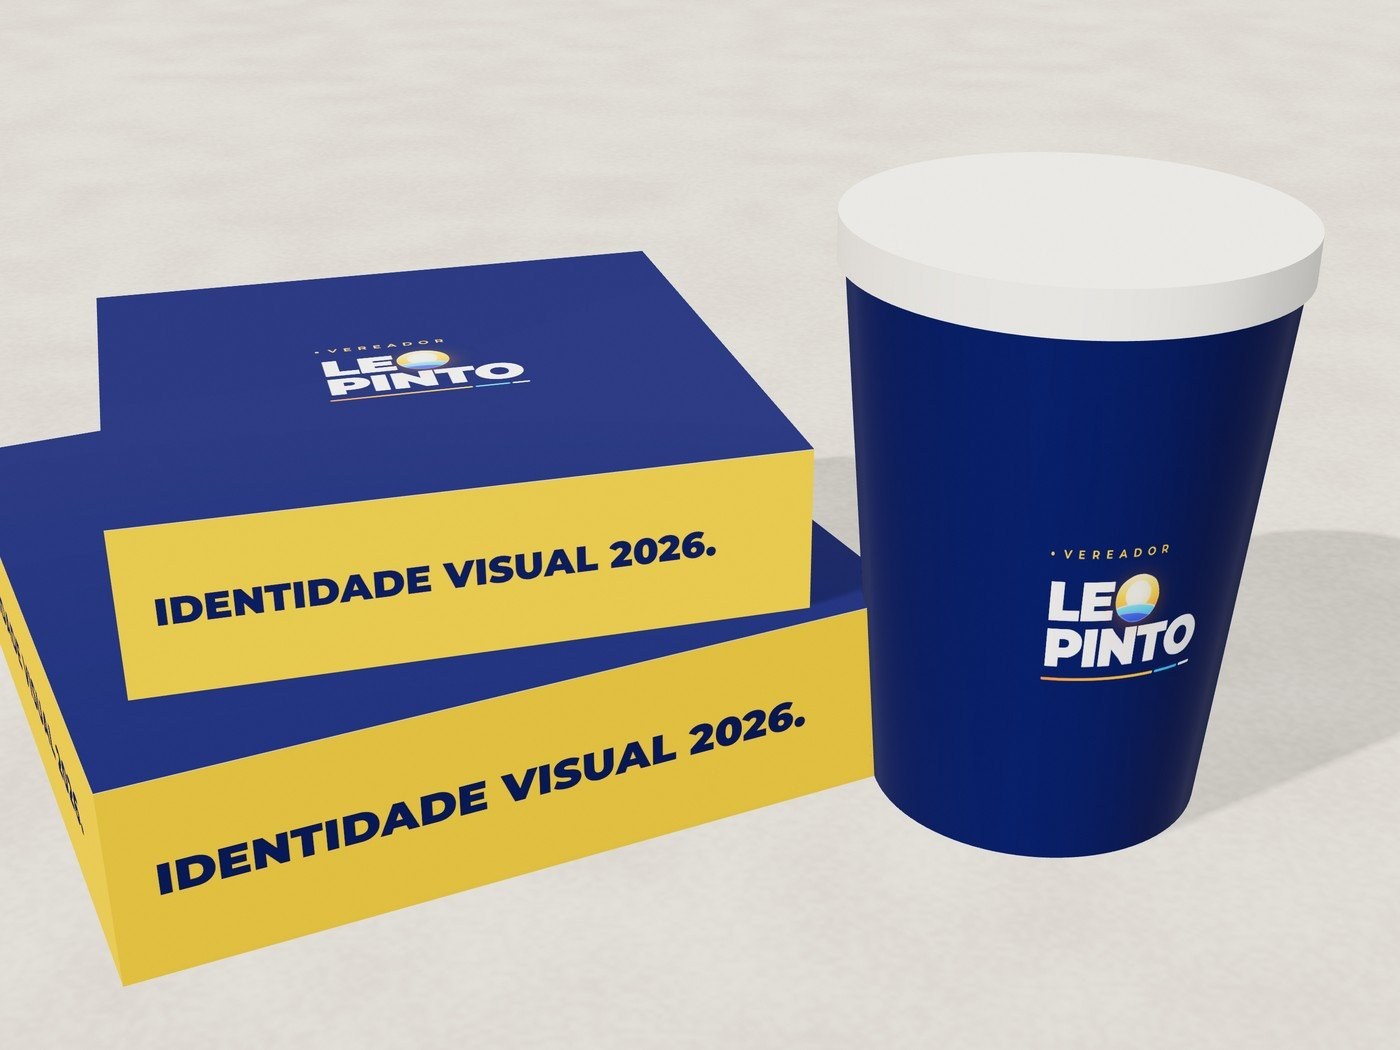 • VEREADOR
LEO
PINTO
IDENTIDADE VISUAL 2026.
IDENTIDADE VISUAL 2026.
• VEREADOR
LEO
PINTO